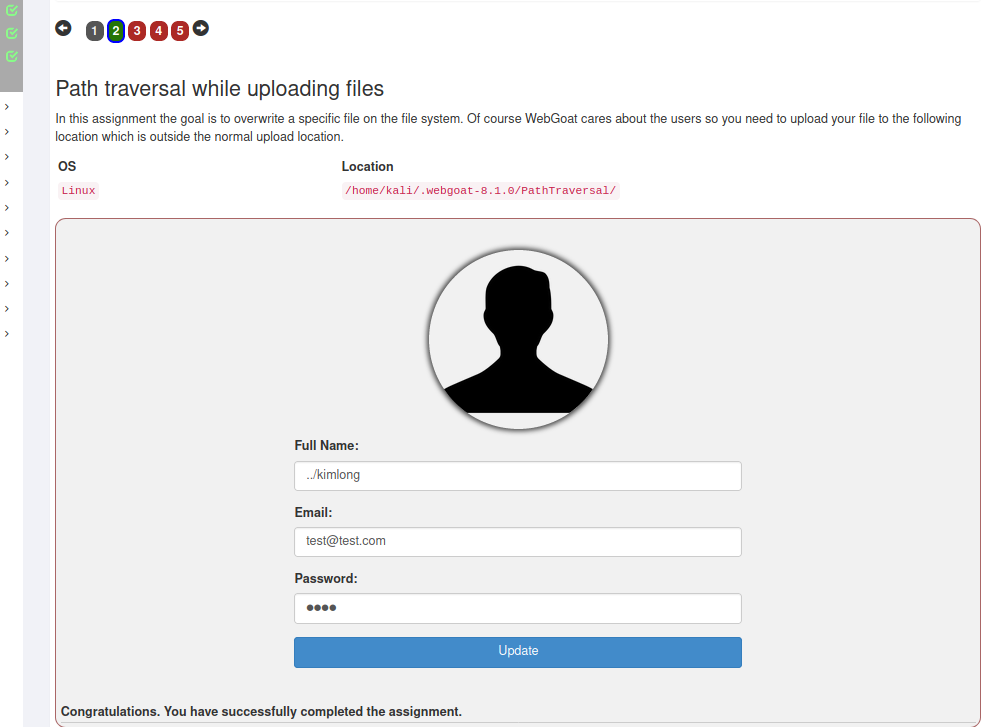 1 2 3 4 5
Path traversal while uploading files
In this assignment the goal is to overwrite a specific file on the file system. Of course WebGoat cares about the users so you need to upload your file to the following
location which is outside the normal upload location.
OS Location
Linux /home/kali/.webgoat-8.1.0/PathTraversal/
Full Name:
../kimlong
Email:
test@test.com
Password:
●●●●
Update
Congratulations. You have successfully completed the assignment.